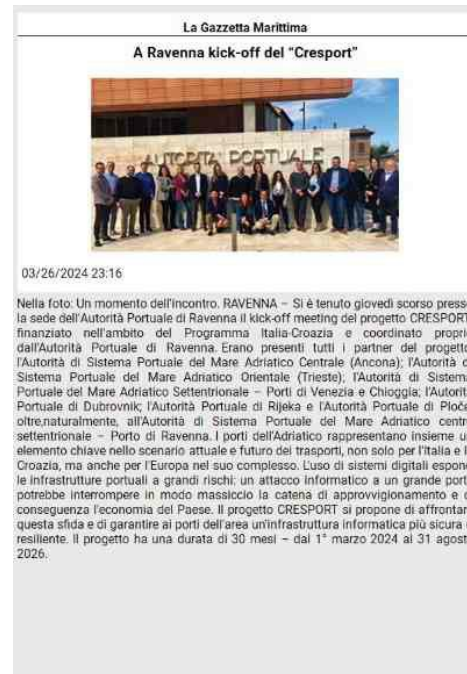 La Gazzetta Marittima
A Ravenna kick-off del "Cresport"
AUTORITA PORTUALE
03/26/2024 23:16
Nella foto: Un momento dell'incontro. RAVENNA – Si è tenuto giovedì scorso press
la sede dell'Autorità Portuale di Ravenna il kick-off meeting del progetto CRESPORT
finanziato nell'ambito del Programma Italia-Croazia e coordinato propri
dall'Autorità Portuale di Ravenna. Erano presenti tutti i partner del progetto
l'Autorità di Sistema Portuale del Mare Adriatico Centrale (Ancona); l'Autorità d
Sistema Portuale del Mare Adriatico Orientale (Trieste); l'Autorità di Sistem
Portuale del Mare Adriatico Settentrionale – Porti di Venezia e Chioggia; l'Autorit
Portuale di Dubrovnik; l'Autorità Portuale di Rijeka e l'Autorità Portuale di Ploče
oltre,naturalmente, all'Autorità di Sistema Portuale del Mare Adriatico centr
settentrionale – Porto di Ravenna. I porti dell'Adriatico rappresentano insieme u
elemento chiave nello scenario attuale e futuro dei trasporti, non solo per l'Italia e l
Croazia, ma anche per l'Europa nel suo complesso. L'uso di sistemi digitali espon
le infrastrutture portuali a grandi rischi: un attacco informatico a un grande port
potrebbe interrompere in modo massiccio la catena di approvvigionamento e d
conseguenza l'economia del Paese. Il progetto CRESPORT si propone di affrontar
questa sfida e di garantire ai porti dell'area un'infrastruttura informatica più sicura
resiliente. Il progetto ha una durata di 30 mesi – dal 1° marzo 2024 al 31 agost
2026.